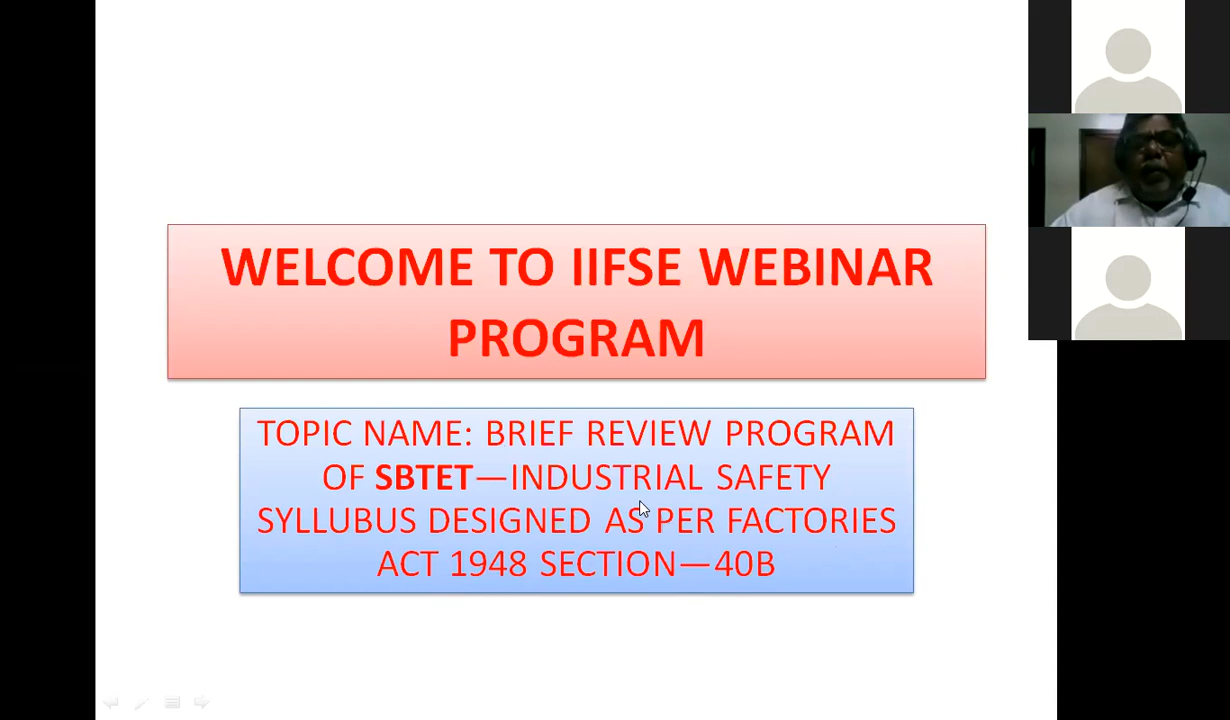 WELCOME TO IIFSE WEBINAR
PROGRAM
TOPIC NAME: BRIEF REVIEW PROGRAM
OF SBTET—INDUSTRIAL SAFETY
SYLLUBUS DESIGNED AS PER FACTORIES
ACT 1948 SECTION—40B